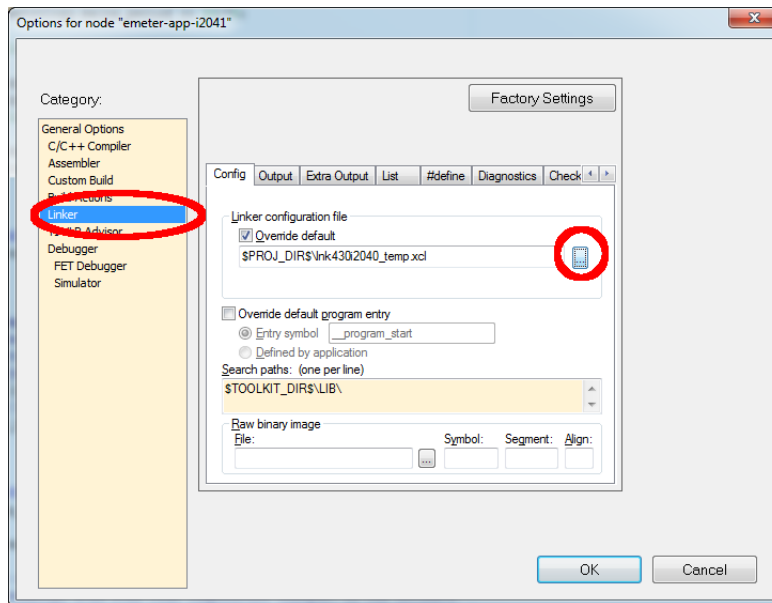 Options for node "emeter-app-i2041"
Category:
Factory Settings
General Options
C/C++ Compiler
Assembler
Custom Build
Build Actions
Linker
Advisor
Debugger
FET Debugger
Simulator
Config Output Extra Output List #define Diagnostics Check
Linker configuration file
Override default
$PROJ_DIR$\lnk430i2040_temp.xcl
...
Override default program entry
Entry symbol __program_start
Defined by application
Search paths: (one per line)
$TOOLKIT_DIR$\LIB\
Raw binary image
File: Symbol: Segment: Align:
...
OK Cancel